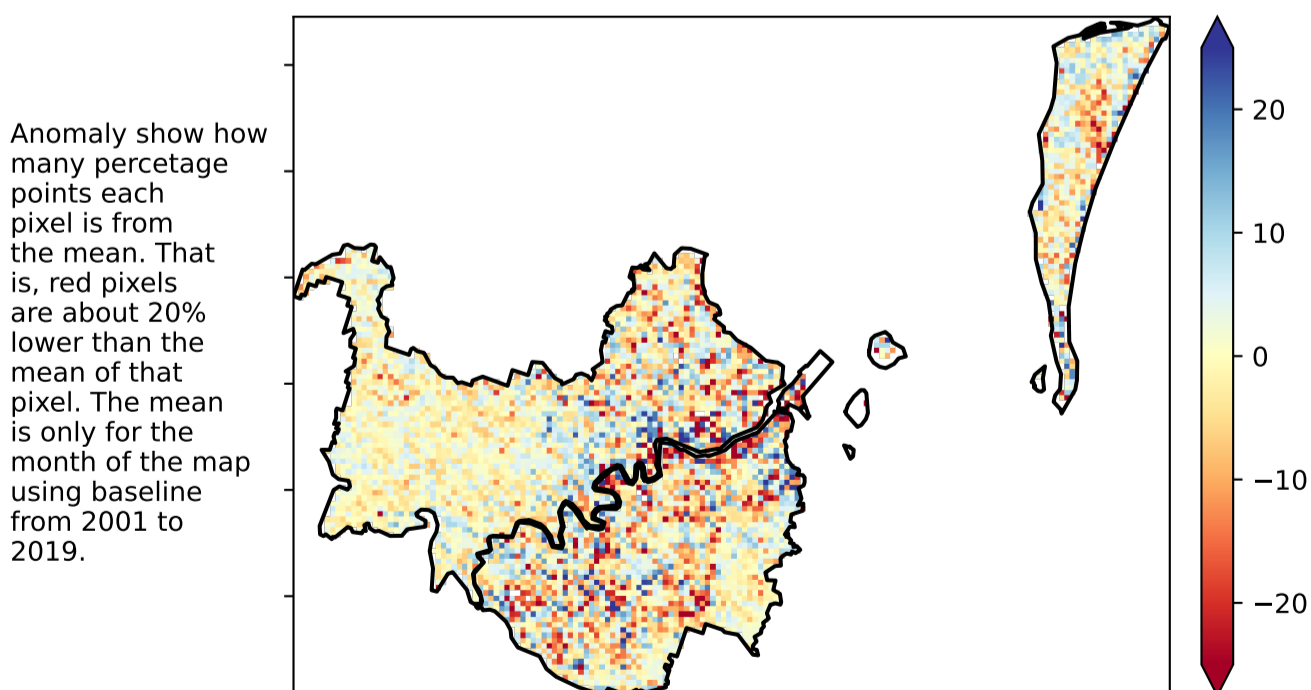 Anomaly show how
many percetage
points each
pixel is from
the mean. That
is, red pixels
are about 20%
lower than the
mean of that
pixel. The mean
is only for the
month of the map
using baseline
from 2001 to
2019.
20
10
0
−10
−20